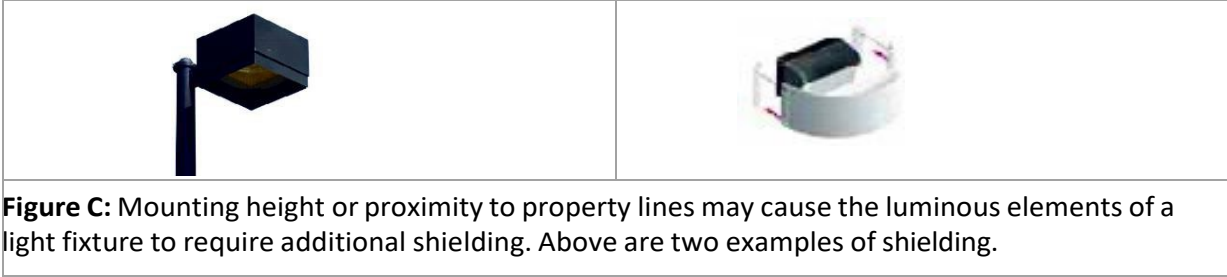 Figure C: Mounting height or proximity to property lines may cause the luminous elements of a
light fixture to require additional shielding. Above are two examples of shielding.